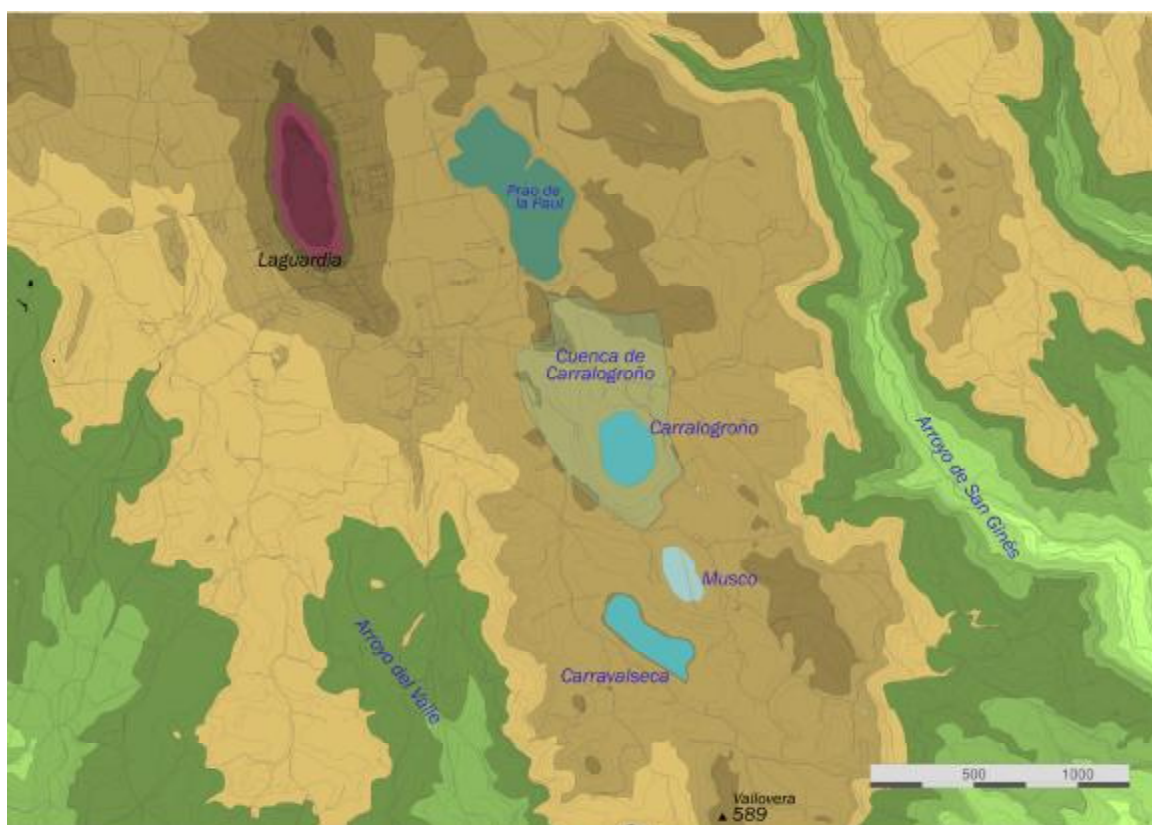 Prao de
la Paul
Laguardia
Cuenca de
Carralogroño
Carralogroño
Arroyo de San Ginés
Musco
Arroyo del Valle
Carravalseca
500 1000
Vallovera
589